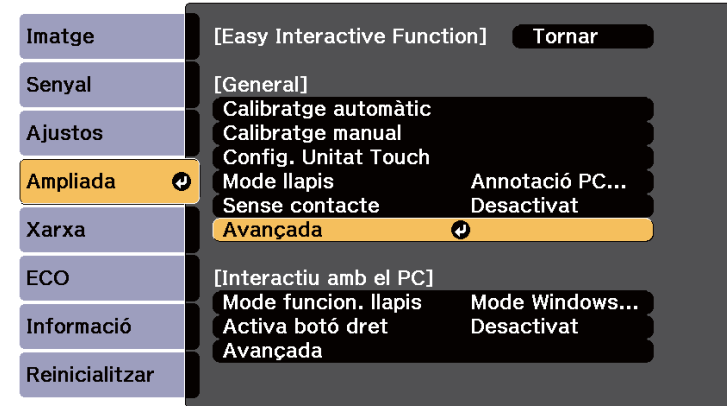 Imatge
Senyal
Ajustos
Ampliada
Xarxa
ECO
Informació
Reinicialitzar
[Easy Interactive Function] Tornar
[General]
Calibratge automàtic
Calibratge manual
Config. Unitat Touch
Mode llapis Annotació PC...
Sense contacte Desactivat
Avançada
[Interactiu amb el PC]
Mode funcion. llapis Mode Windows...
Activa botó dret Desactivat
Avançada